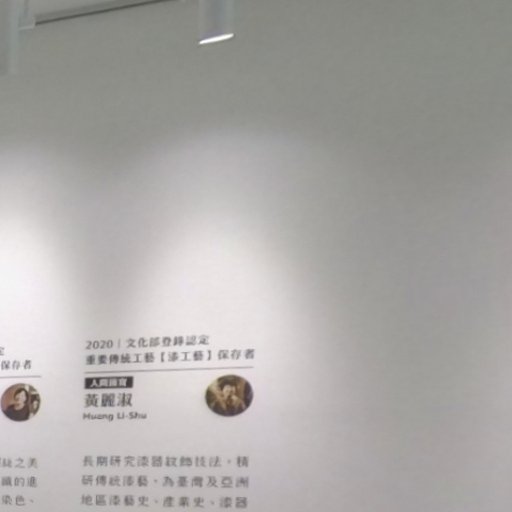 定
保存者
絲之美
織的進
染色、
2020｜文化部登錄認定
重要傳統工藝【漆工藝】保存者
人間國寶
黃麗淑
Huang Li-Shu
長期研究漆器紋飾技法，精
研傳統漆藝，為臺灣及亞洲
地區漆藝史、產業史、漆器